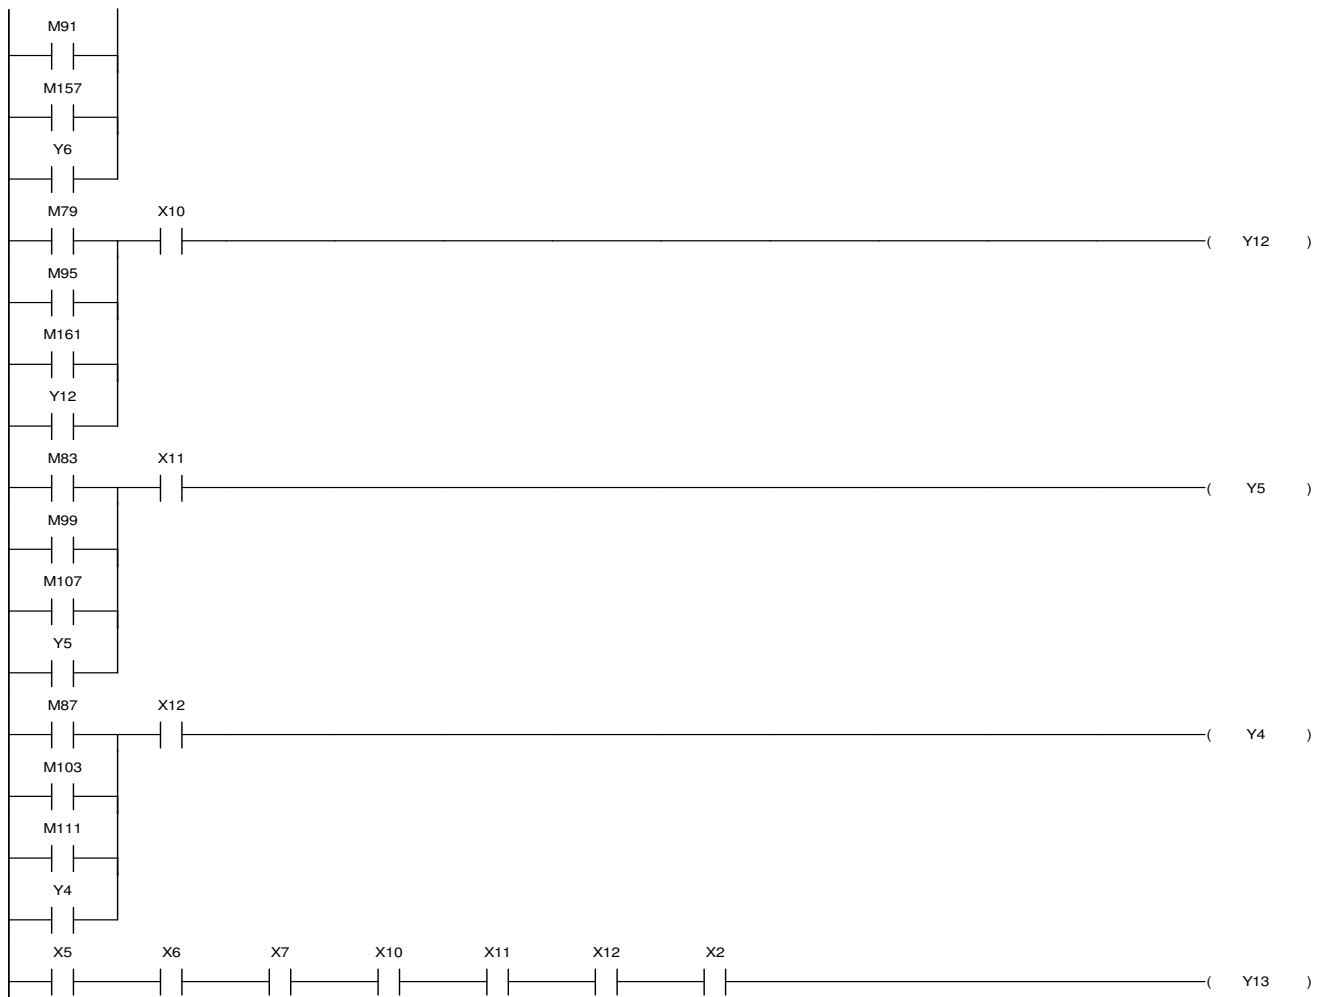 M91
M157
Y6
M79 X10
( Y12 )
M95
M161
Y12
M83 X11
( Y5 )
M99
M107
Y5
M87 X12
( Y4 )
M103
M111
Y4
X5 X6 X7 X10 X11 X12 X2
( Y13 )